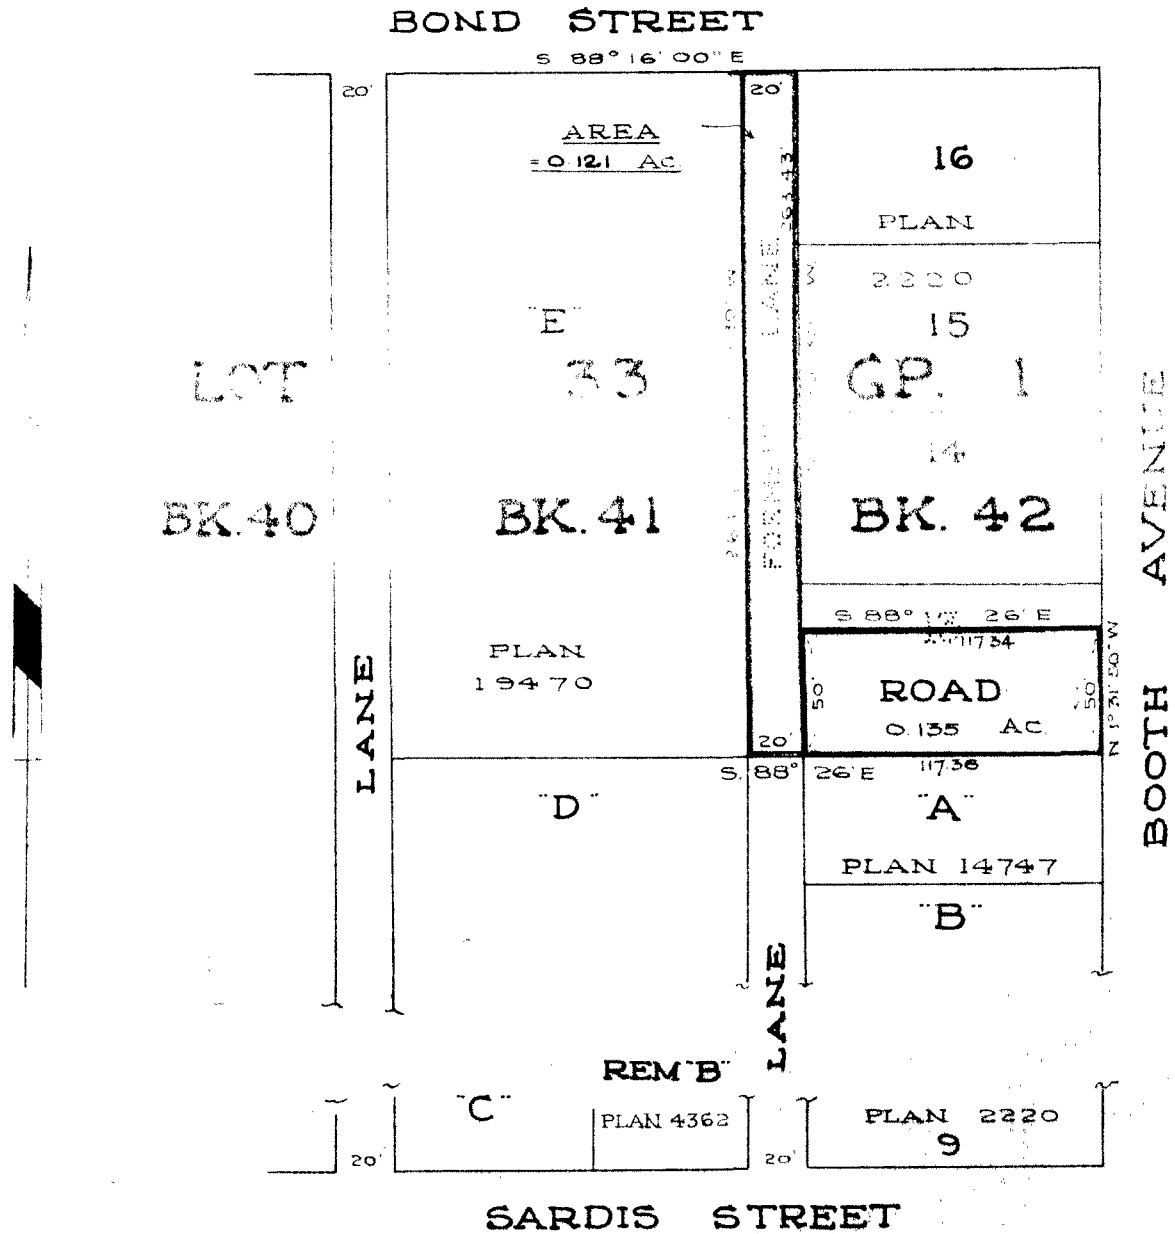 BOND STREET
S 88° 16' 00" E
20'
20'
AREA
= 0.121 Ac.
263.43'
16
PLAN
2220
15
"E"
LOT 33 GP. 1
14
BK. 40 BK. 41 BK. 42
LANE
AVENUE
S 88° 26' E
117.34
PLAN
19470
ROAD
0.135 Ac.
50'
50'
N 1° 31' 50" W
LANE
BOOTH
20'
S. 88° 26' E
117.36
"D"
"A"
PLAN 14747
"B"
LANE
REM "B"
"C"
PLAN 4362
PLAN 2220
9
20'
20'
SARDIS STREET